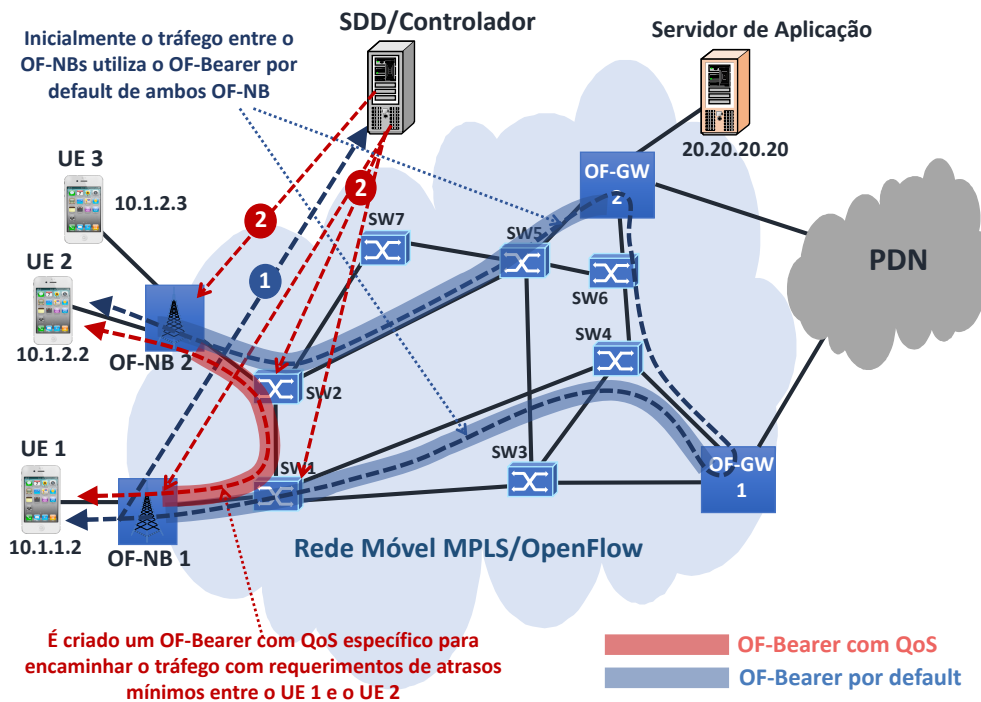 SDD/Controlador
Servidor de Aplicação
Inicialmente o tráfego entre o
OF-NBs utiliza o OF-Bearer por
default de ambos OF-NB
20.20.20.20
UE 3
10.1.2.3
OF-GW
2
2
2
SW7
SW5
1
PDN
UE 2
SW6
10.1.2.2
OF-NB 2
SW4
SW2
UE 1
SW3
SW1
OF-GW
1
10.1.1.2
OF-NB 1
Rede Móvel MPLS/OpenFlow
É criado um OF-Bearer com QoS específico para
encaminhar o tráfego com requerimentos de atrasos
mínimos entre o UE 1 e o UE 2
OF-Bearer com QoS
OF-Bearer por default